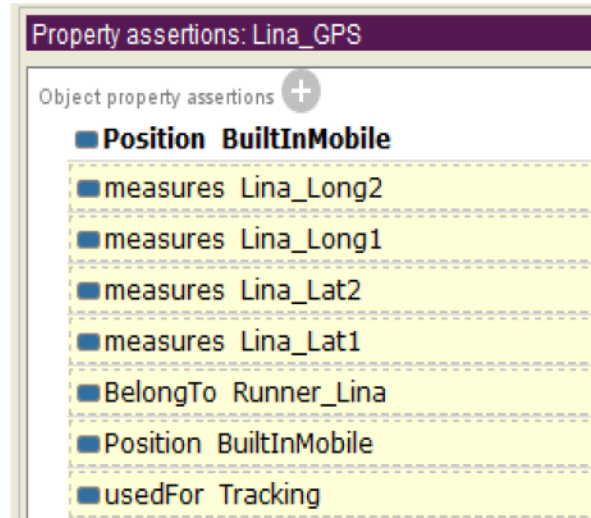 Property assertions: Lina_GPS
Object property assertions
Position BuiltInMobile
measures Lina_Long2
measures Lina_Long1
measures Lina_Lat2
measures Lina_Lat1
BelongTo Runner_Lina
Position BuiltInMobile
usedFor Tracking